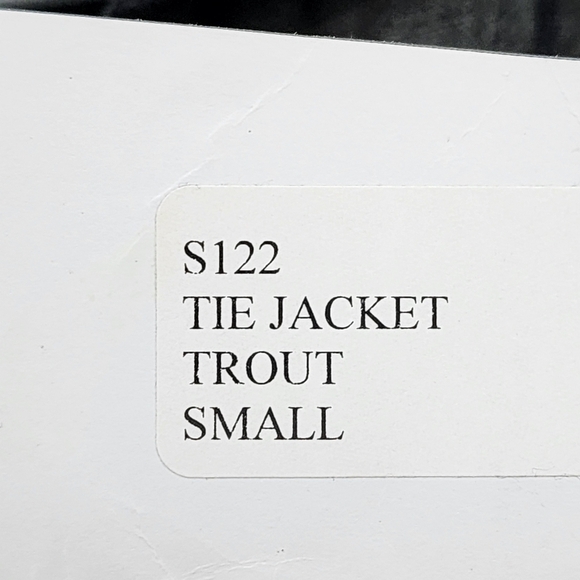 S122
TIE JACKET
TROUT
SMALL